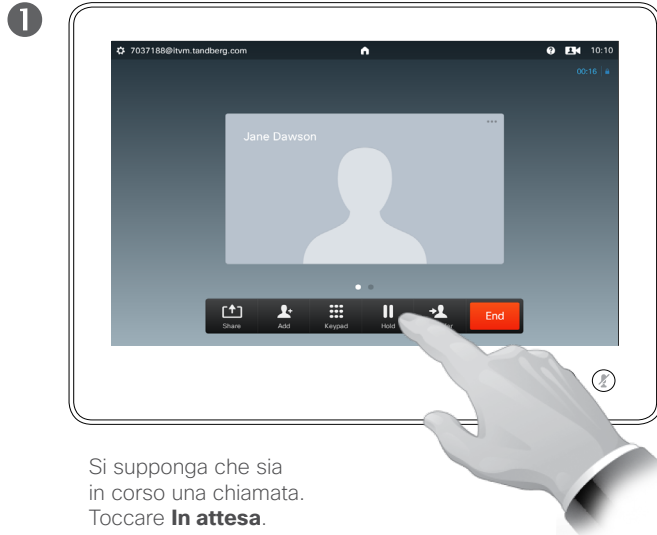 1
7037188@itvm.tandberg.com
? 10:10
00:16
Jane Dawson
Share Add Keypad Hold End
Si supponga che sia
in corso una chiamata.
Toccare In attesa.